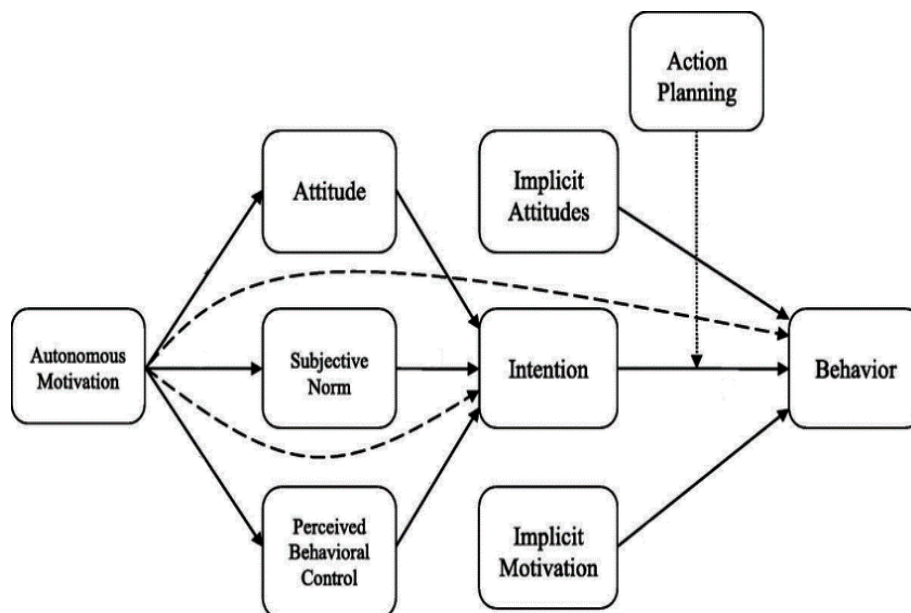 Action
Planning
Attitude
Implicit
Attitudes
Autonomous
Motivation
Subjective
Norm
Intention
Behavior
Perceived
Behavioral
Control
Implicit
Motivation